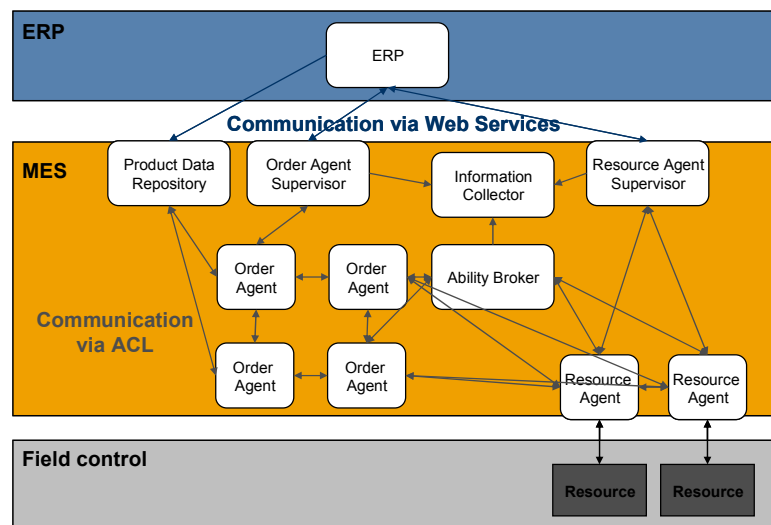 ERP
ERP
Communication via Web Services
MES
Product Data
Repository
Order Agent
Supervisor
Information
Collector
Resource Agent
Supervisor
Order
Agent
Order
Agent
Ability Broker
Communication
via ACL
Order
Agent
Order
Agent
Resource
Agent
Resource
Agent
Field control
Resource
Resource